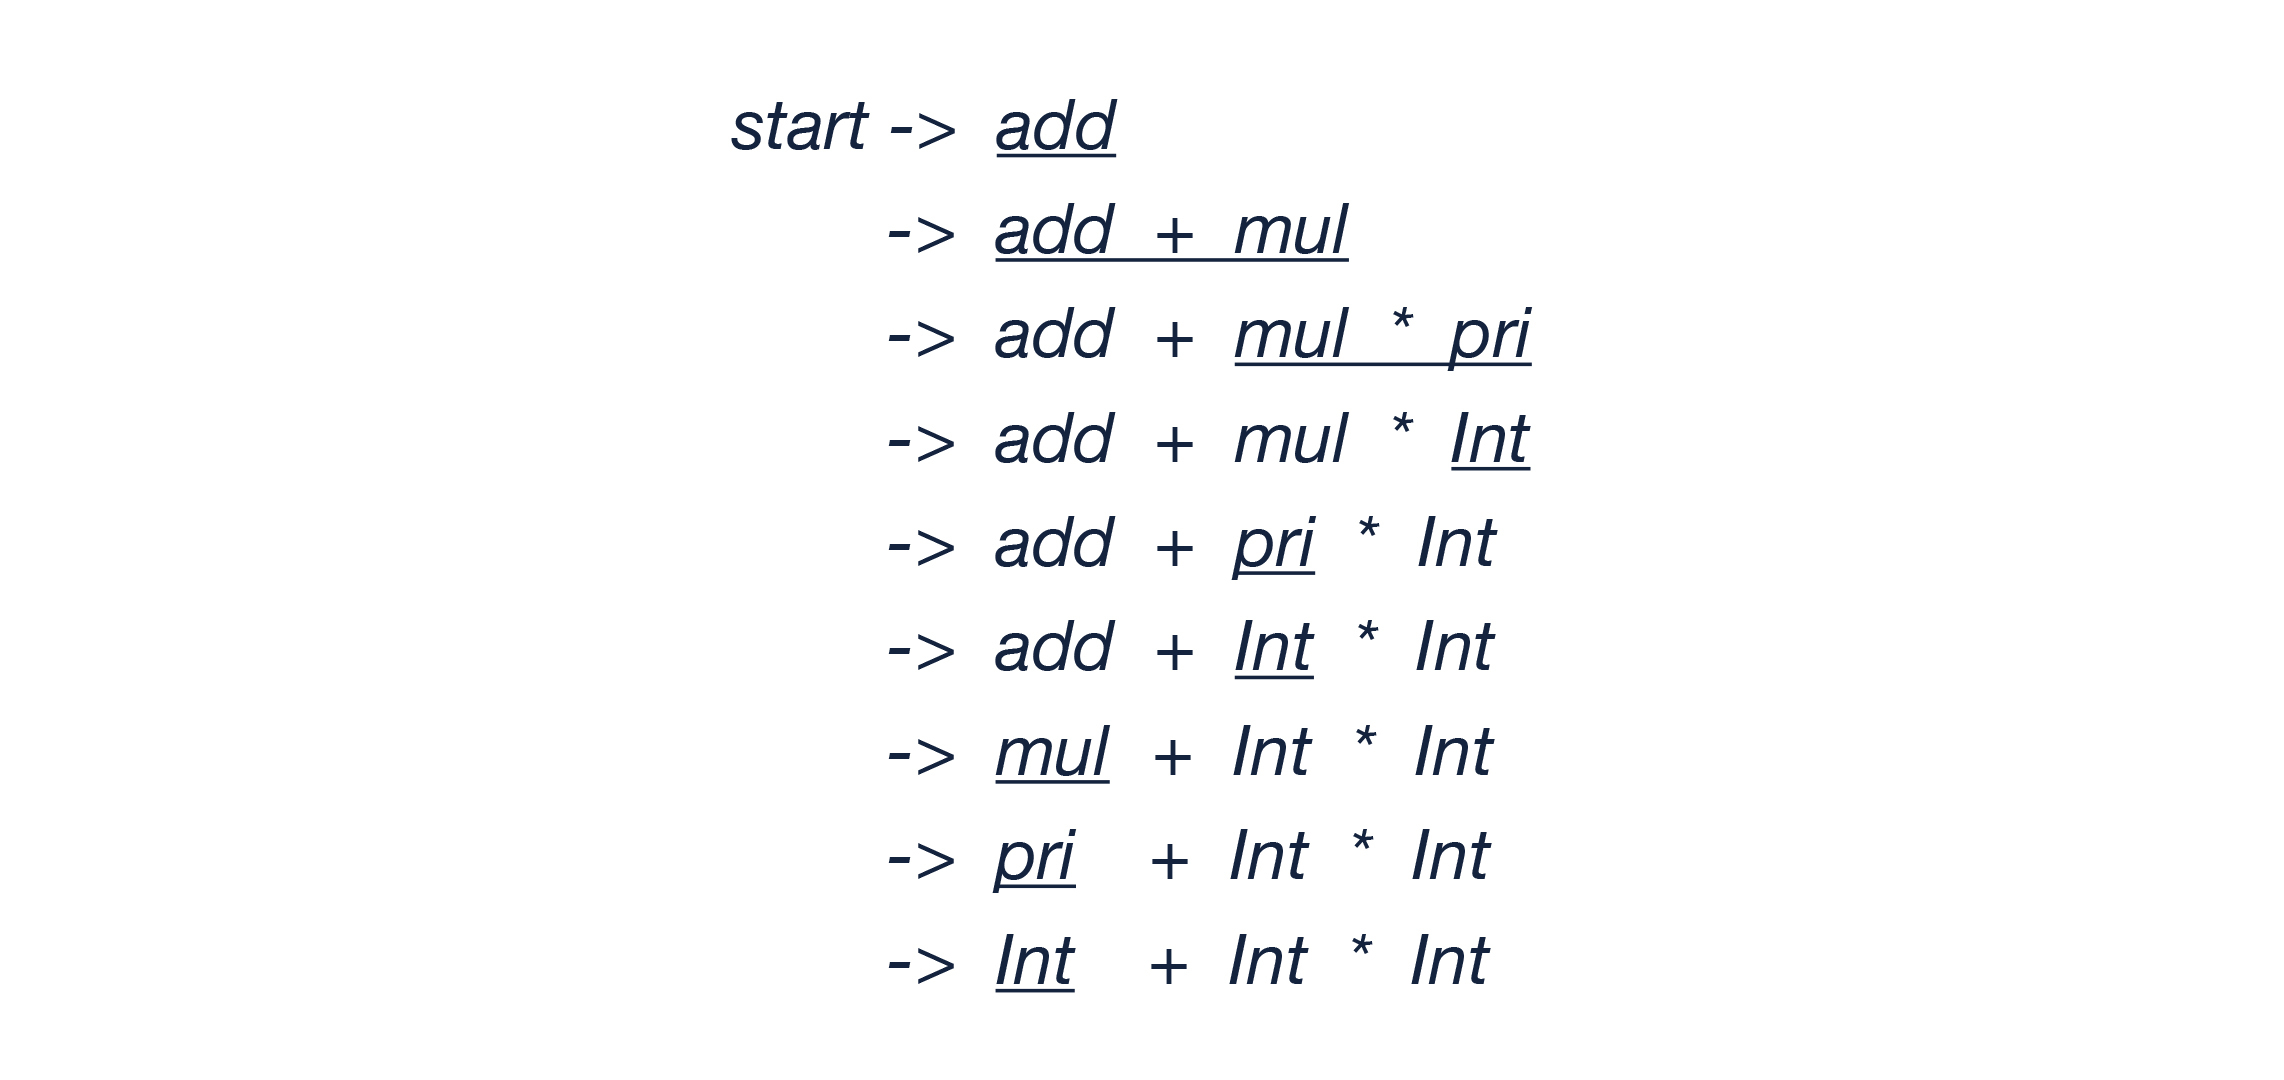 start -> add
-> add + mul
-> add + mul * pri
-> add + mul * Int
-> add + pri * Int
-> add + Int * Int
-> mul + Int * Int
-> pri + Int * Int
-> Int + Int * Int